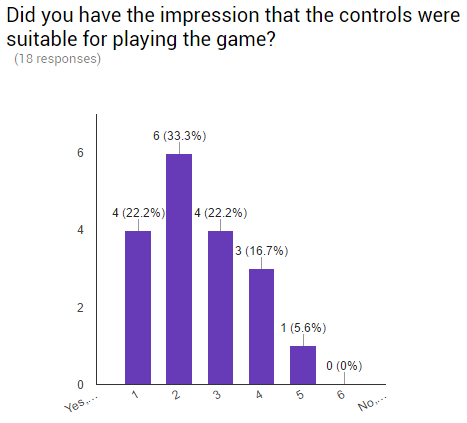 Did you have the impression that the controls were
suitable for playing the game?
(18 responses)
6 (33.3%)
6
4 (22.2%) 4 (22.2%)
4
3 (16.7%)
2
1 (5.6%)
0 (0%)
0
Yes,... 1 2 3 4 5 6 No,...